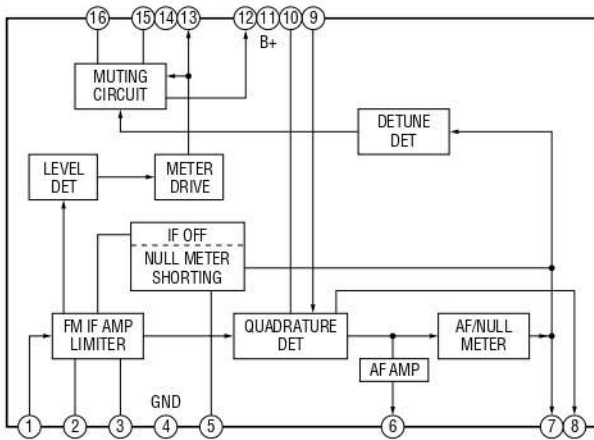 16 15 14 13 12 11 10 9
B+
MUTING
CIRCUIT
DETUNE
DET
LEVEL
DET
METER
DRIVE
IF OFF
NULL METER
SHORTING
FM IF AMP
LIMITER
QUADRATURE
DET
AF/NULL
METER
AF AMP
GND
1 2 3 4 5 6 7 8